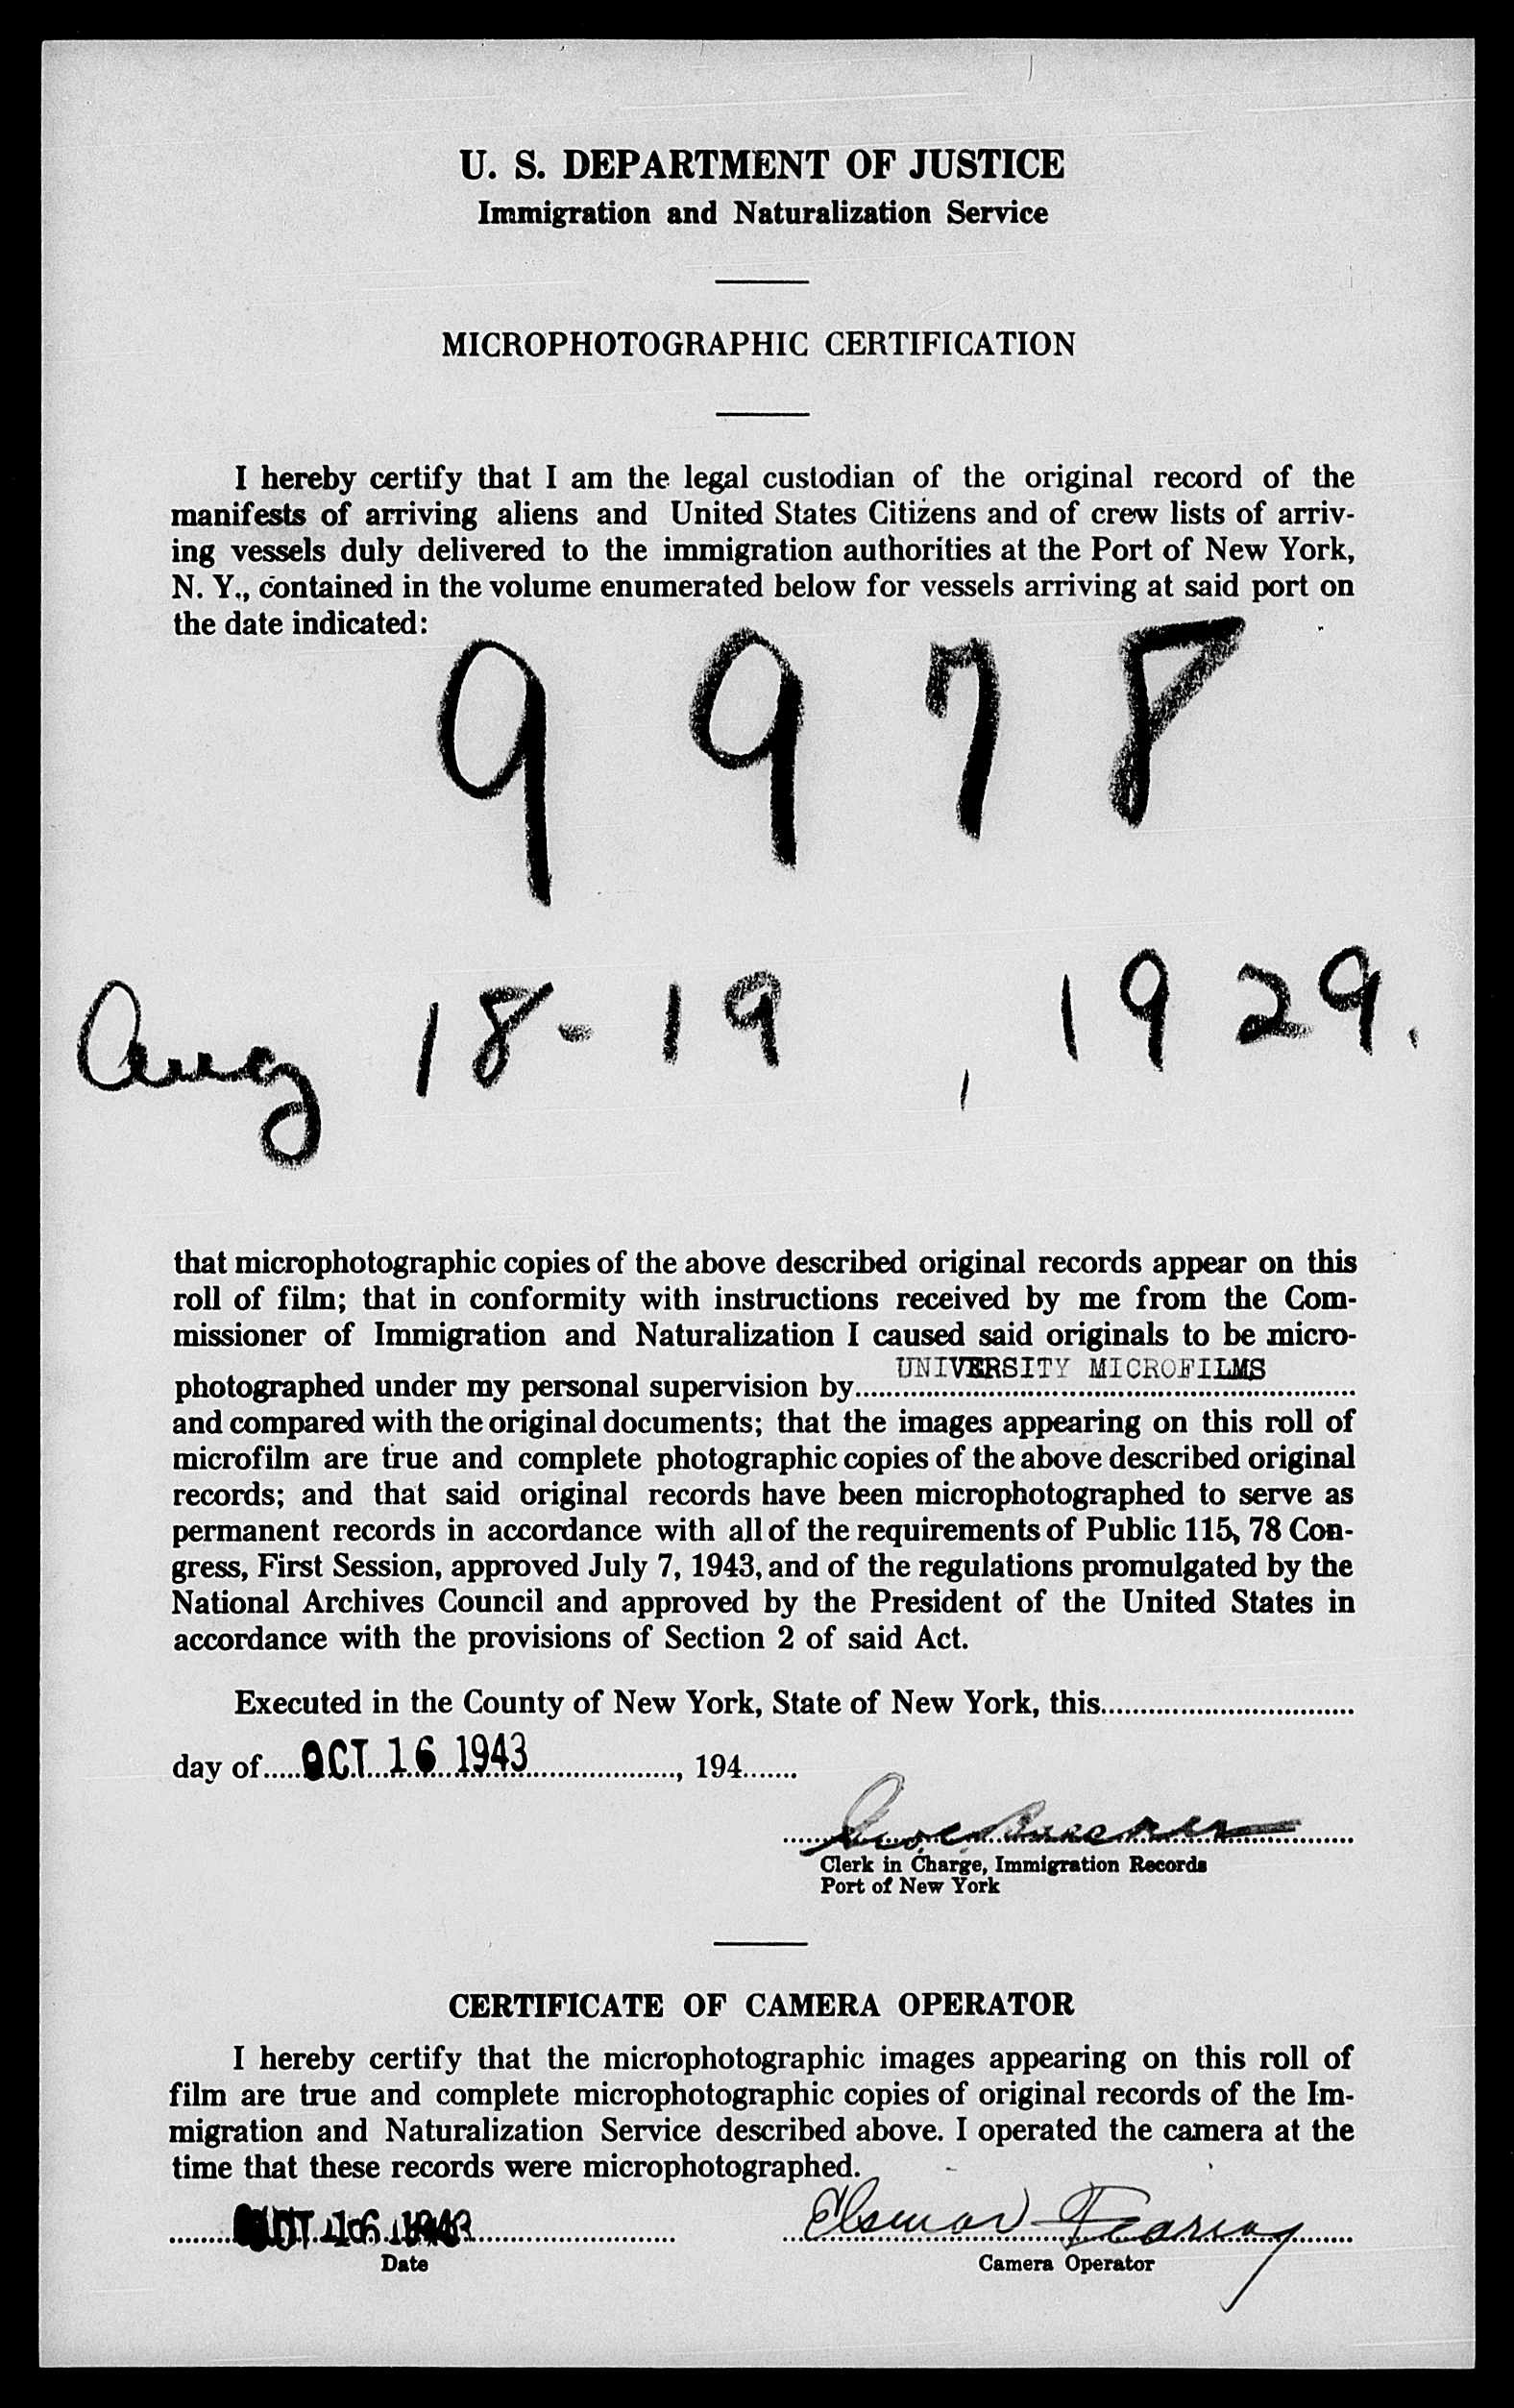 U. S. DEPARTMENT OF JUSTICE
Immigration and Naturalization Service
MICROPHOTOGRAPHIC CERTIFICATION
I hereby certify that I am the legal custodian of the original record of the
manifests of arriving aliens and United States Citizens and of crew lists of arriv-
ing vessels duly delivered to the immigration authorities at the Port of New York,
N. Y., contained in the volume enumerated below for vessels arriving at said port on
the date indicated:
9 9 7 8
Aug 18-19, 1929.
that microphotographic copies of the above described original records appear on this
roll of film; that in conformity with instructions received by me from the Com-
missioner of Immigration and Naturalization I caused said originals to be micro-
photographed under my personal supervision by UNIVERSITY MICROFILMS
and compared with the original documents; that the images appearing on this roll of
microfilm are true and complete photographic copies of the above described original
records; and that said original records have been microphotographed to serve as
permanent records in accordance with all of the requirements of Public 115, 78 Con-
gress, First Session, approved July 7, 1943, and of the regulations promulgated by the
National Archives Council and approved by the President of the United States in
accordance with the provisions of Section 2 of said Act.
Executed in the County of New York, State of New York, this
day of OCT 16 1943, 194
Clerk in Charge, Immigration Records
Port of New York
CERTIFICATE OF CAMERA OPERATOR
I hereby certify that the microphotographic images appearing on this roll of
film are true and complete microphotographic copies of original records of the Im-
migration and Naturalization Service described above. I operated the camera at the
time that these records were microphotographed.
Date
Camera Operator